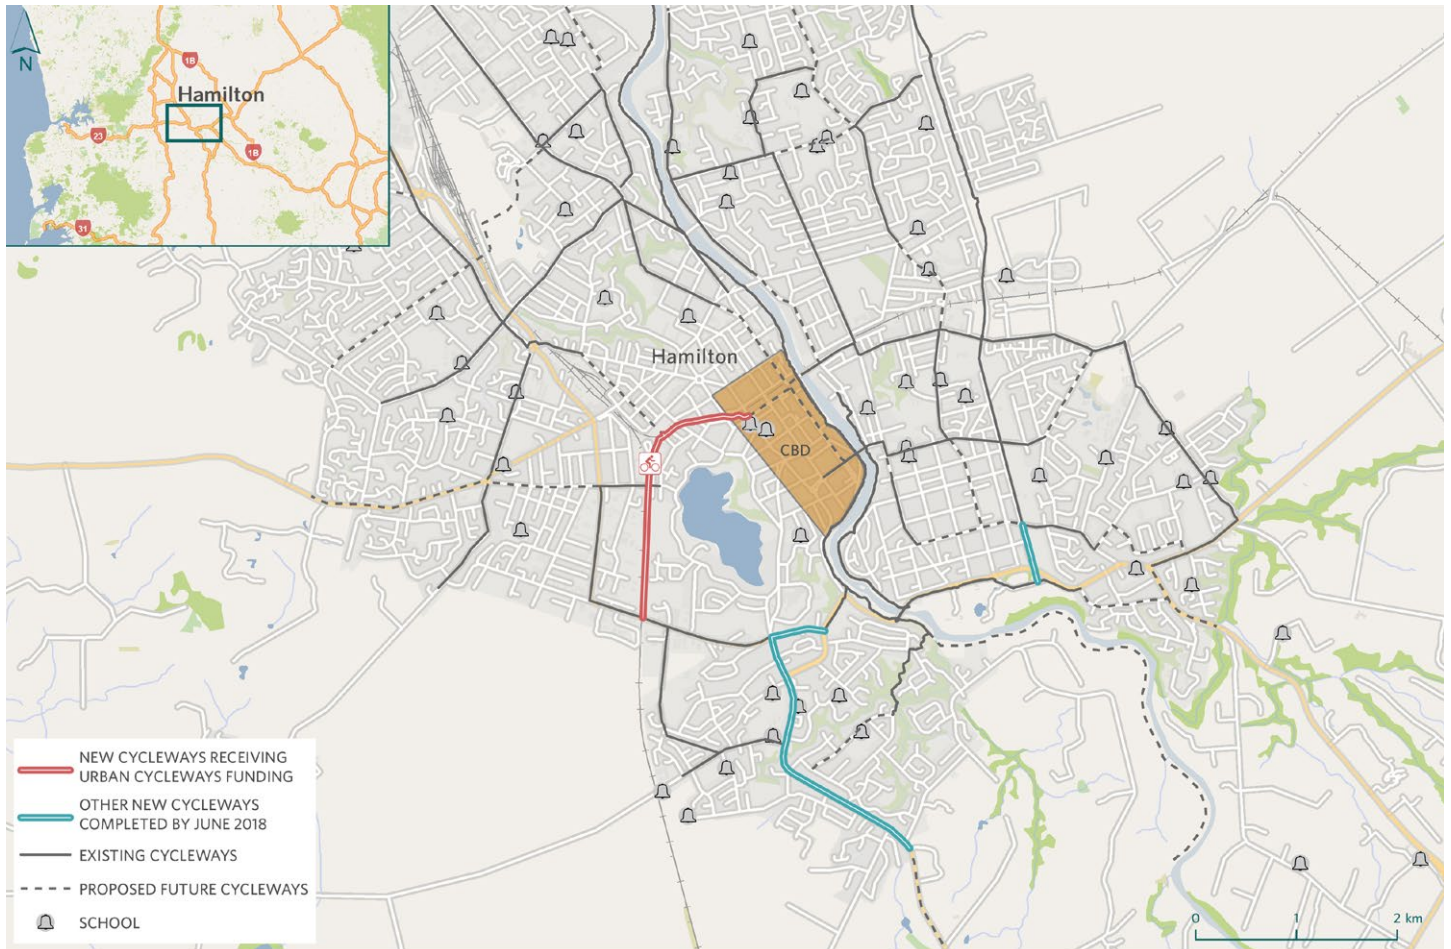 N
1B
Hamilton
23
1B
31
Hamilton
CBD
NEW CYCLEWAYS RECEIVING
URBAN CYCLEWAYS FUNDING
OTHER NEW CYCLEWAYS
COMPLETED BY JUNE 2018
EXISTING CYCLEWAYS
PROPOSED FUTURE CYCLEWAYS
SCHOOL
0 1 2 km